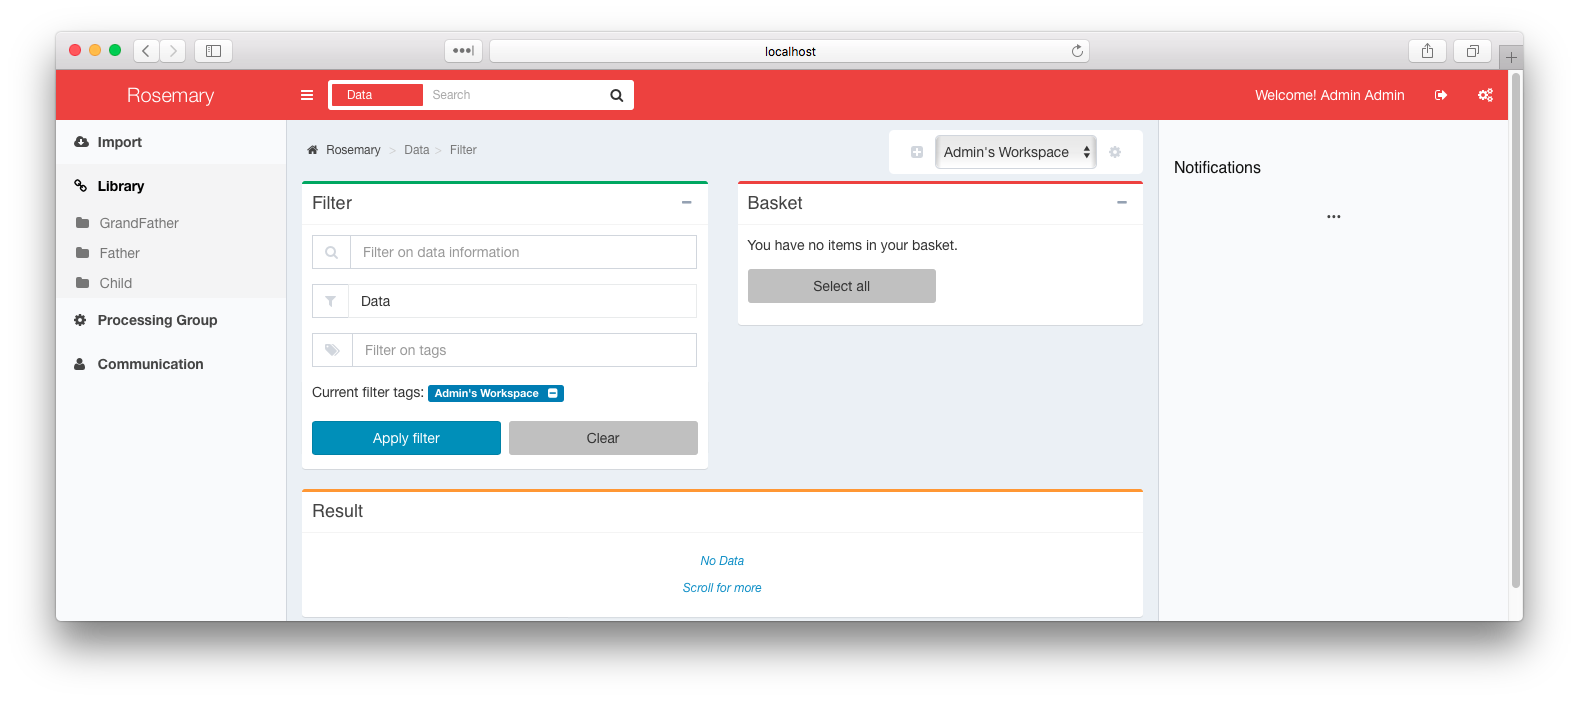 localhost
Rosemary
Data
Search
Welcome! Admin Admin
Import
Library
GrandFather
Father
Child
Processing Group
Communication
Rosemary > Data > Filter
Admin's Workspace
Filter
Filter on data information
Data
Filter on tags
Current filter tags: Admin's Workspace
Apply filter
Clear
Basket
You have no items in your basket.
Select all
Result
No Data
Scroll for more
Notifications
...